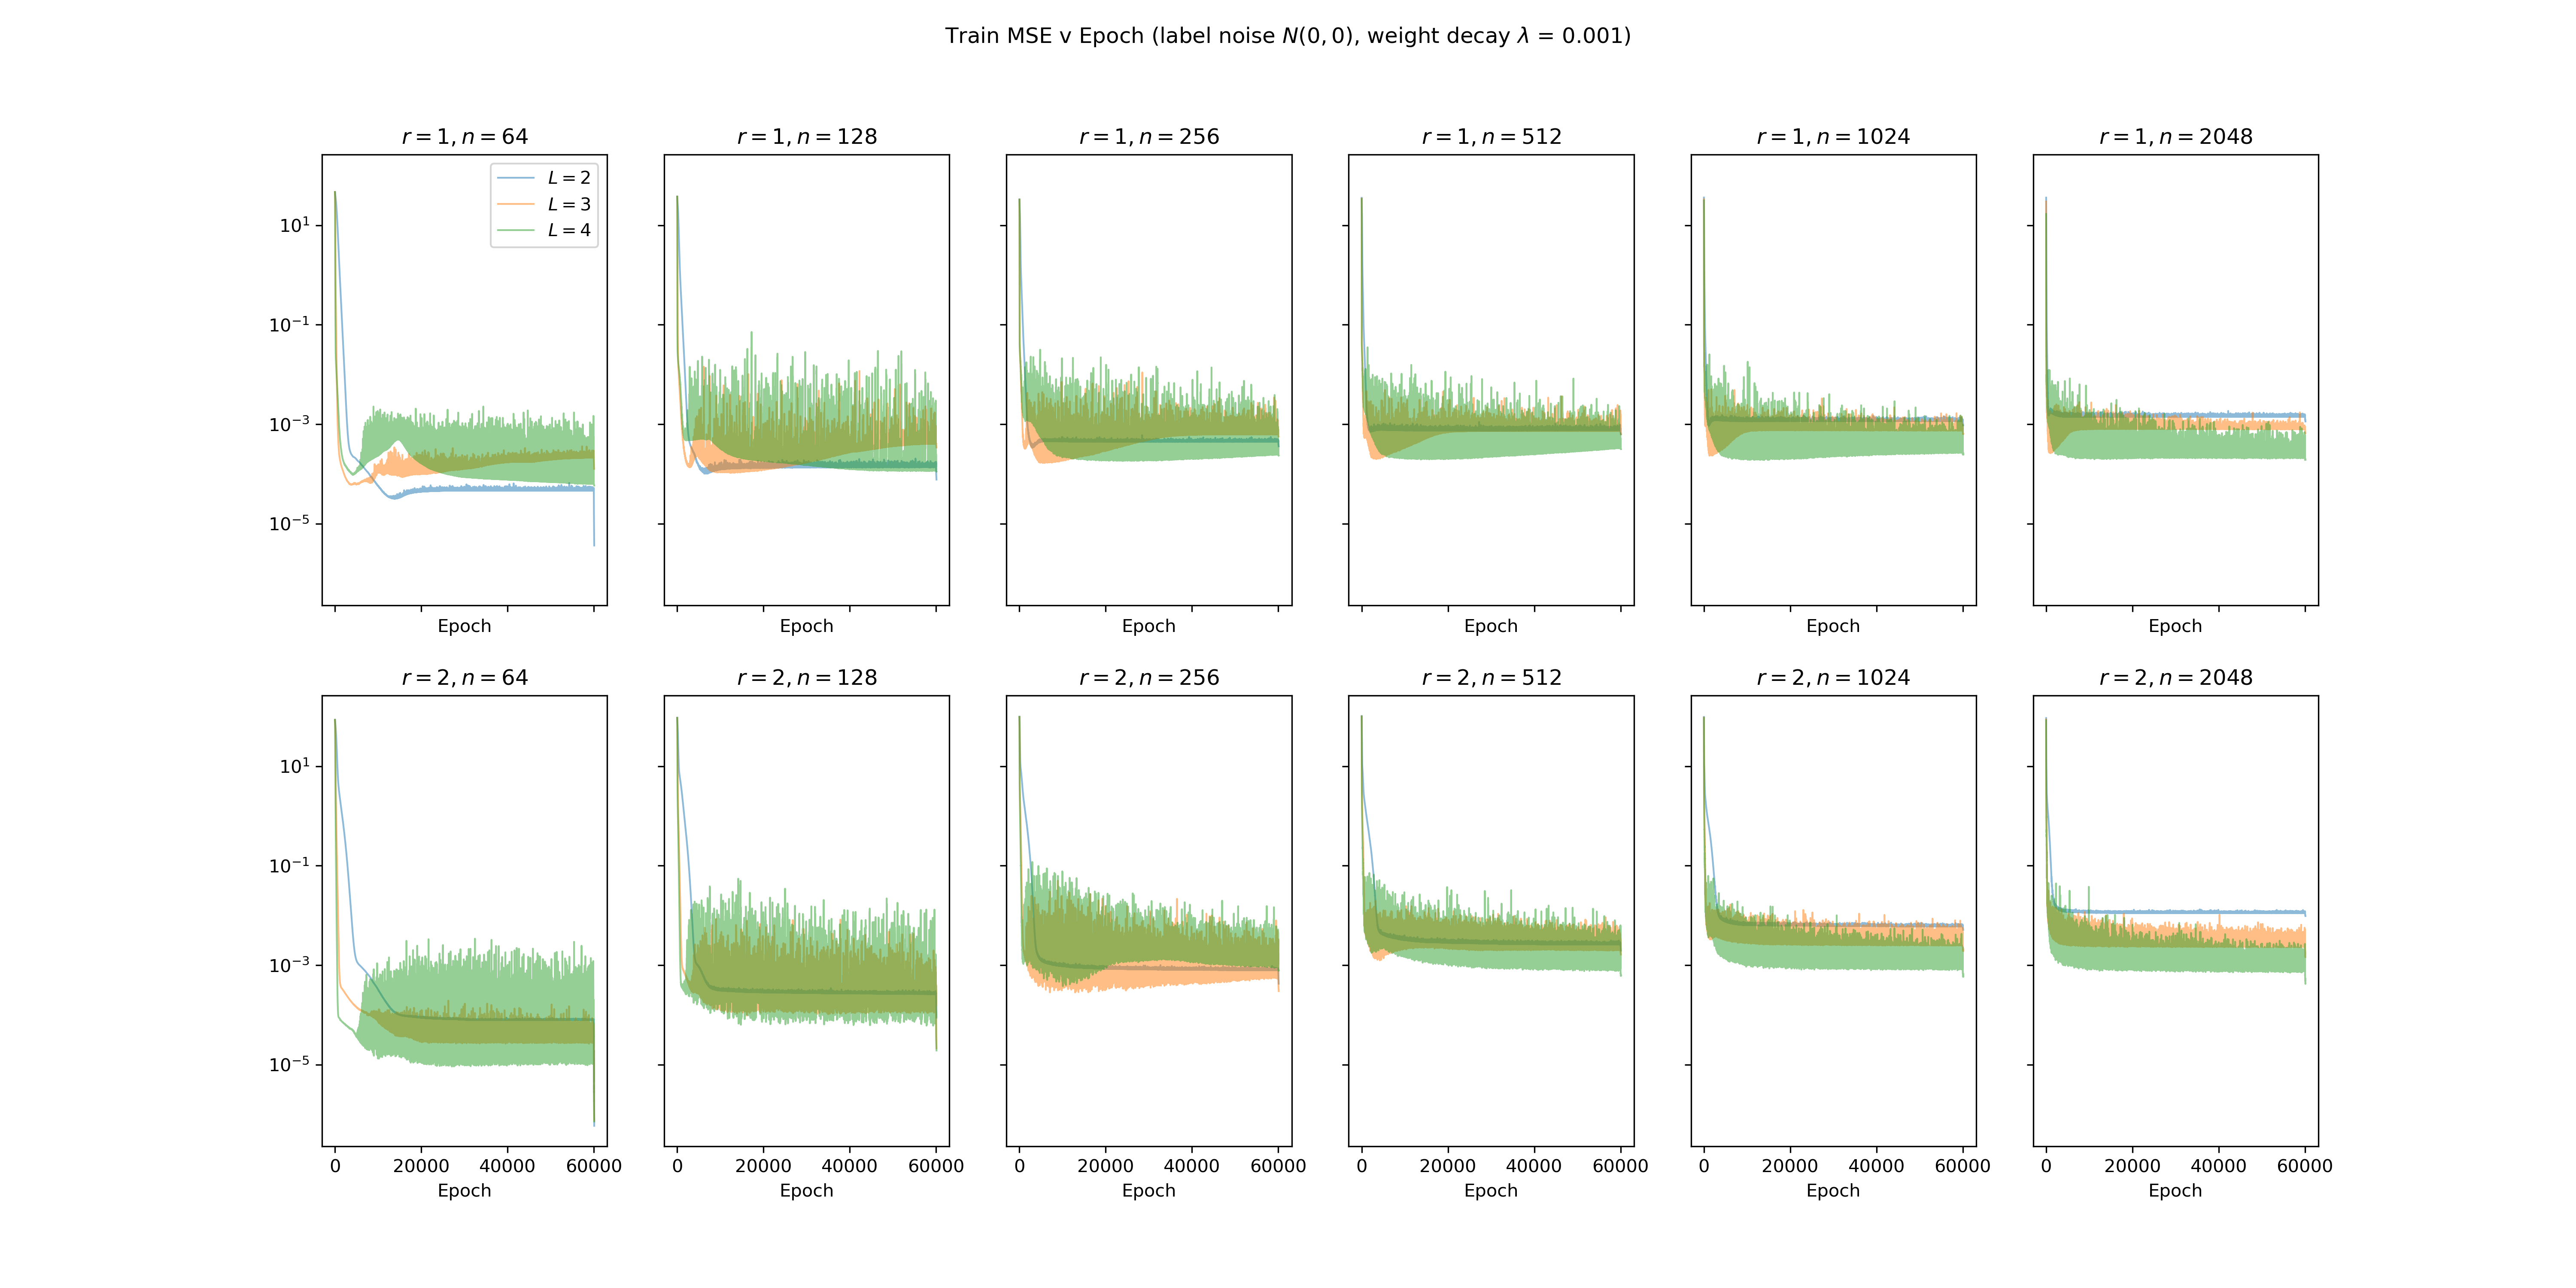 Train MSE v Epoch (label noise N(0, 0), weight decay λ = 0.001)
r = 1, n = 64
r = 1, n = 128
r = 1, n = 256
r = 1, n = 512
r = 1, n = 1024
r = 1, n = 2048
L = 2
L = 3
L = 4
10¹
10⁻¹
10⁻³
10⁻⁵
Epoch
Epoch
Epoch
Epoch
Epoch
Epoch
r = 2, n = 64
r = 2, n = 128
r = 2, n = 256
r = 2, n = 512
r = 2, n = 1024
r = 2, n = 2048
10¹
10⁻¹
10⁻³
10⁻⁵
0 20000 40000 60000
0 20000 40000 60000
0 20000 40000 60000
0 20000 40000 60000
0 20000 40000 60000
0 20000 40000 60000
Epoch
Epoch
Epoch
Epoch
Epoch
Epoch